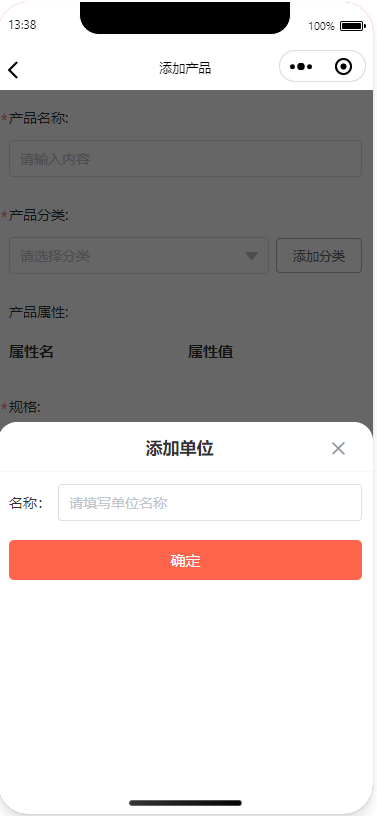 13:38
100%
添加产品
*产品名称:
请输入内容
*产品分类:
请选择分类
添加分类
产品属性:
属性名 属性值
*规格:
添加单位
名称：
请填写单位名称
确定